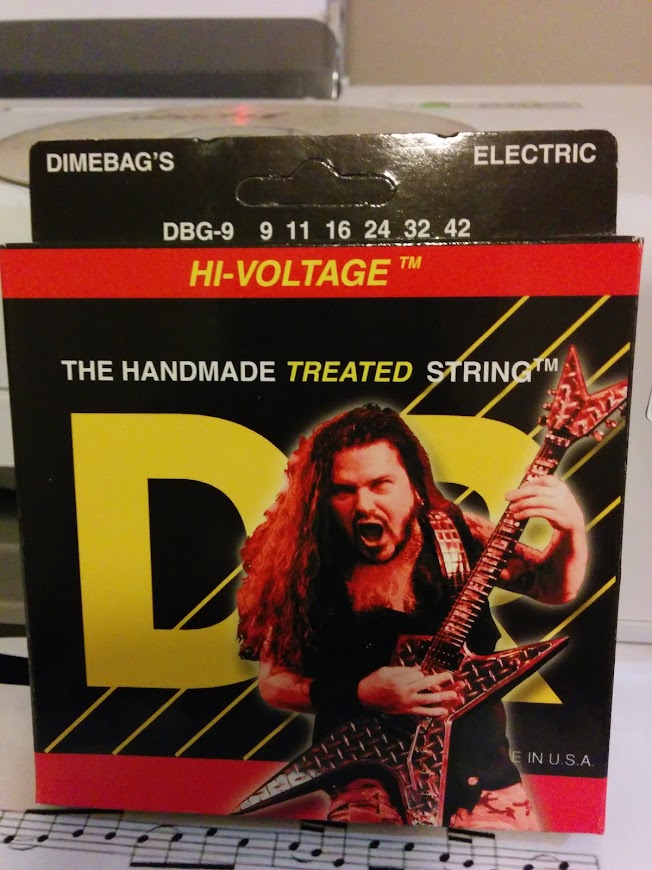 DIMEBAG'S
ELECTRIC
DBG-9 9 11 16 24 32 42
HI-VOLTAGE™
THE HANDMADE TREATED STRING™
DR
E IN U.S.A.